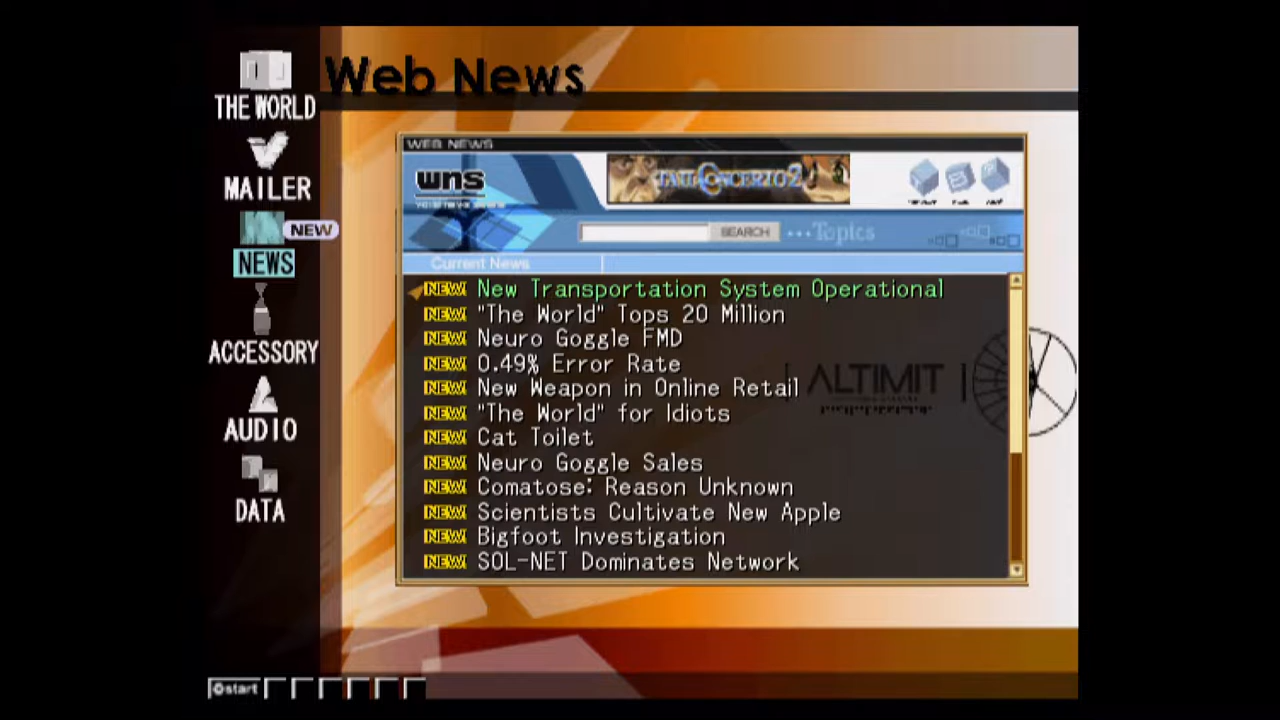 Web News
THE WORLD
MAILER
NEW
NEWS
ACCESSORY
AUDIO
DATA
start
WEB NEWS
wns
SEARCH
Topics
Current News
NEW! New Transportation System Operational
NEW! "The World" Tops 20 Million
NEW! Neuro Goggle FMD
NEW! 0.49% Error Rate
NEW! New Weapon in Online Retail
NEW! "The World" for Idiots
NEW! Cat Toilet
NEW! Neuro Goggle Sales
NEW! Comatose: Reason Unknown
NEW! Scientists Cultivate New Apple
NEW! Bigfoot Investigation
NEW! SOL-NET Dominates Network
ALTIMIT